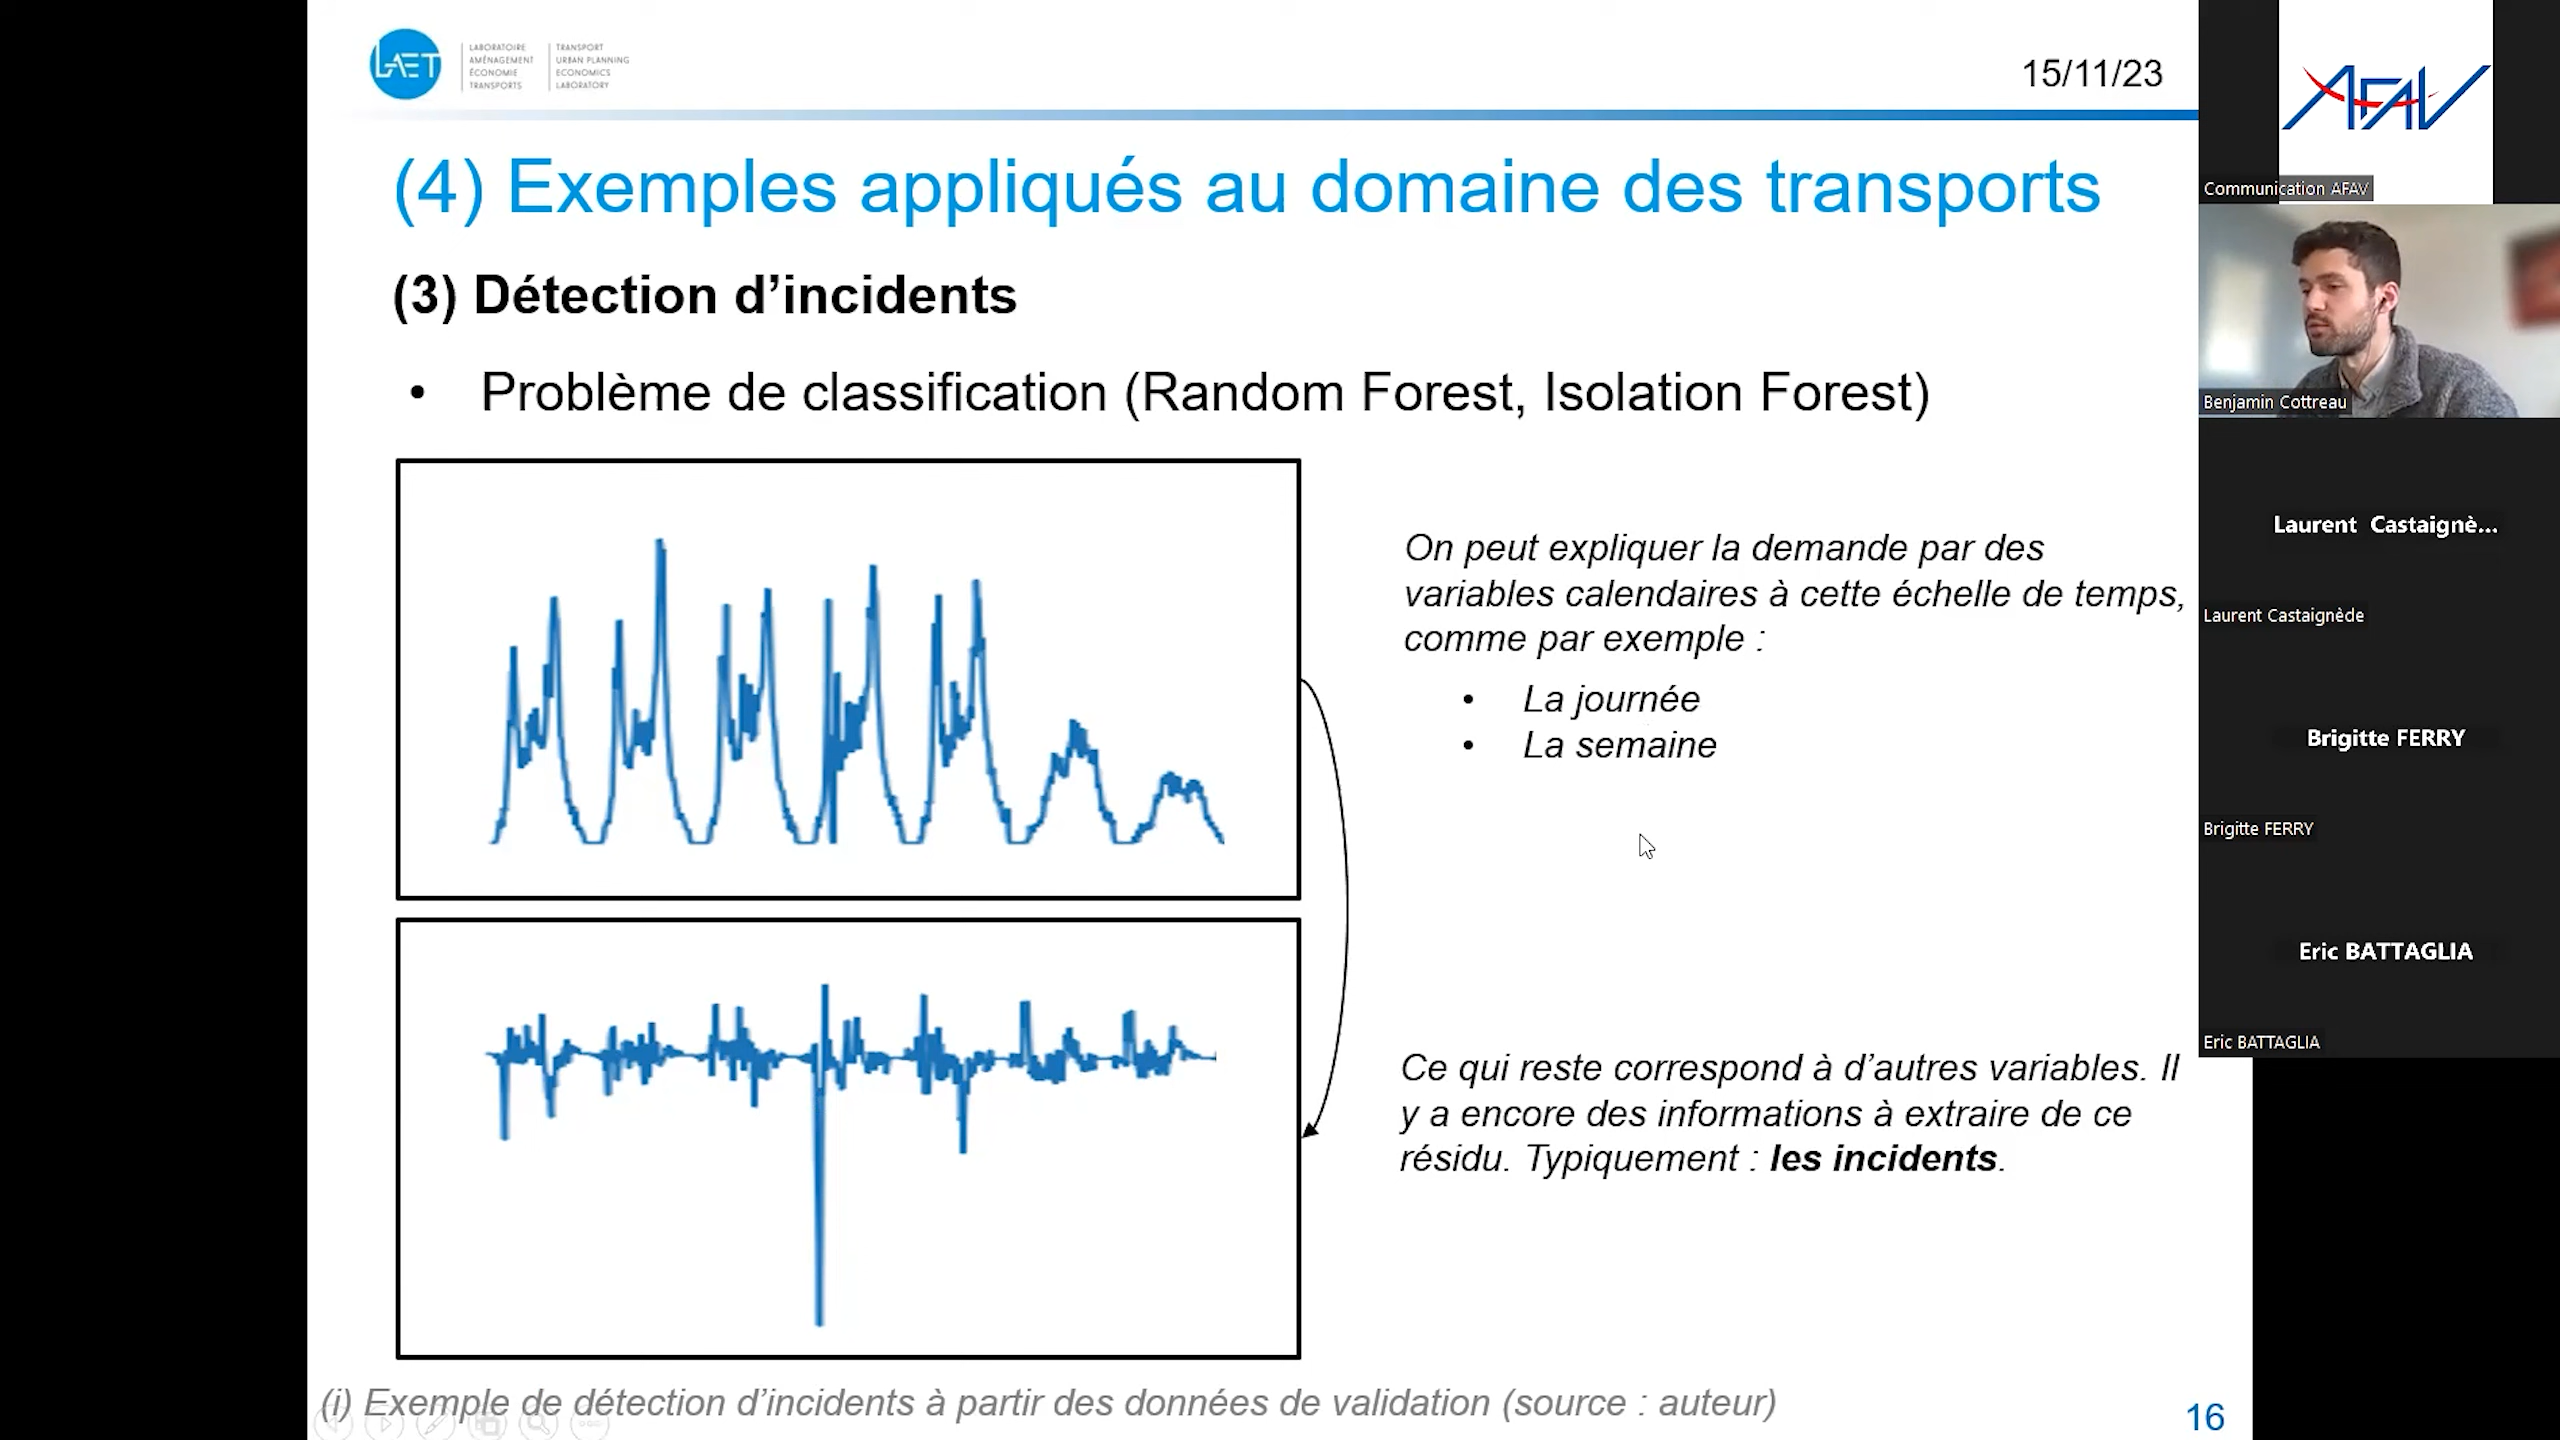 LAET
LABORATOIRE
AMÉNAGEMENT
ÉCONOMIE
TRANSPORTS
TRANSPORT
URBAN PLANNING
ECONOMICS
LABORATORY
15/11/23
(4) Exemples appliqués au domaine des transports
(3) Détection d’incidents
• Problème de classification (Random Forest, Isolation Forest)
On peut expliquer la demande par des
variables calendaires à cette échelle de temps,
comme par exemple :
• La journée
• La semaine
Ce qui reste correspond à d’autres variables. Il
y a encore des informations à extraire de ce
résidu. Typiquement : les incidents.
(i) Exemple de détection d’incidents à partir des données de validation (source : auteur)
16
AFAV
Communication AFAV
Benjamin Cottreau
Laurent Castaignè...
Laurent Castaignède
Brigitte FERRY
Brigitte FERRY
Eric BATTAGLIA
Eric BATTAGLIA